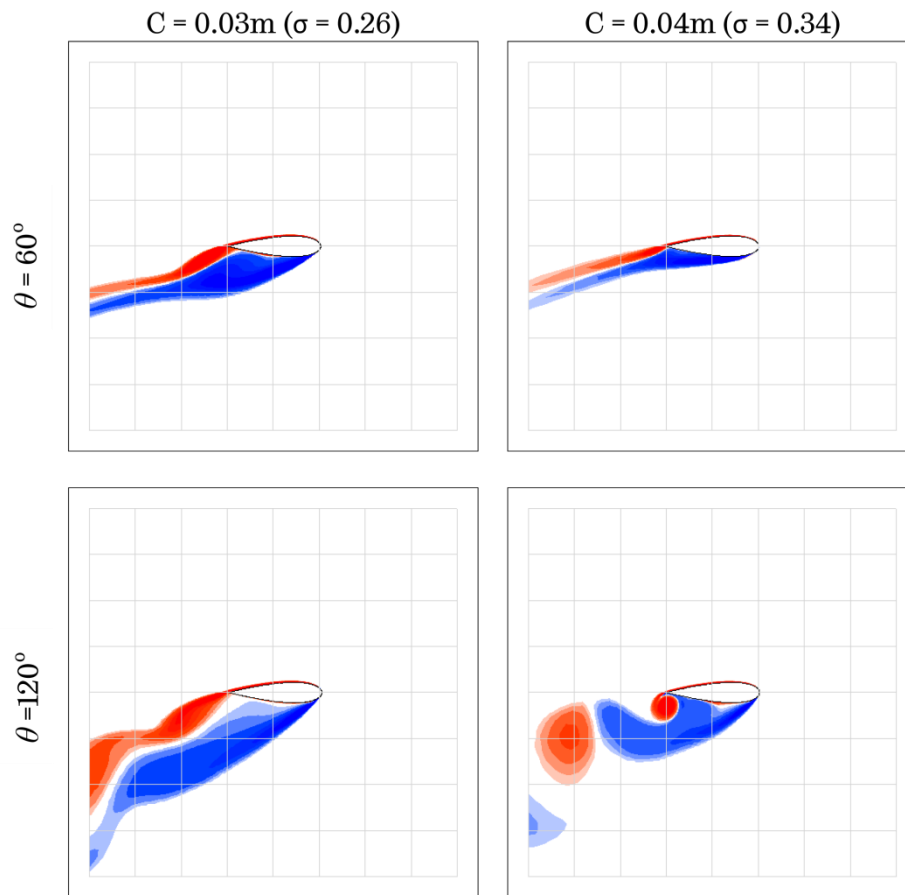 C = 0.03m (σ = 0.26)
C = 0.04m (σ = 0.34)
θ = 60°
θ =120°